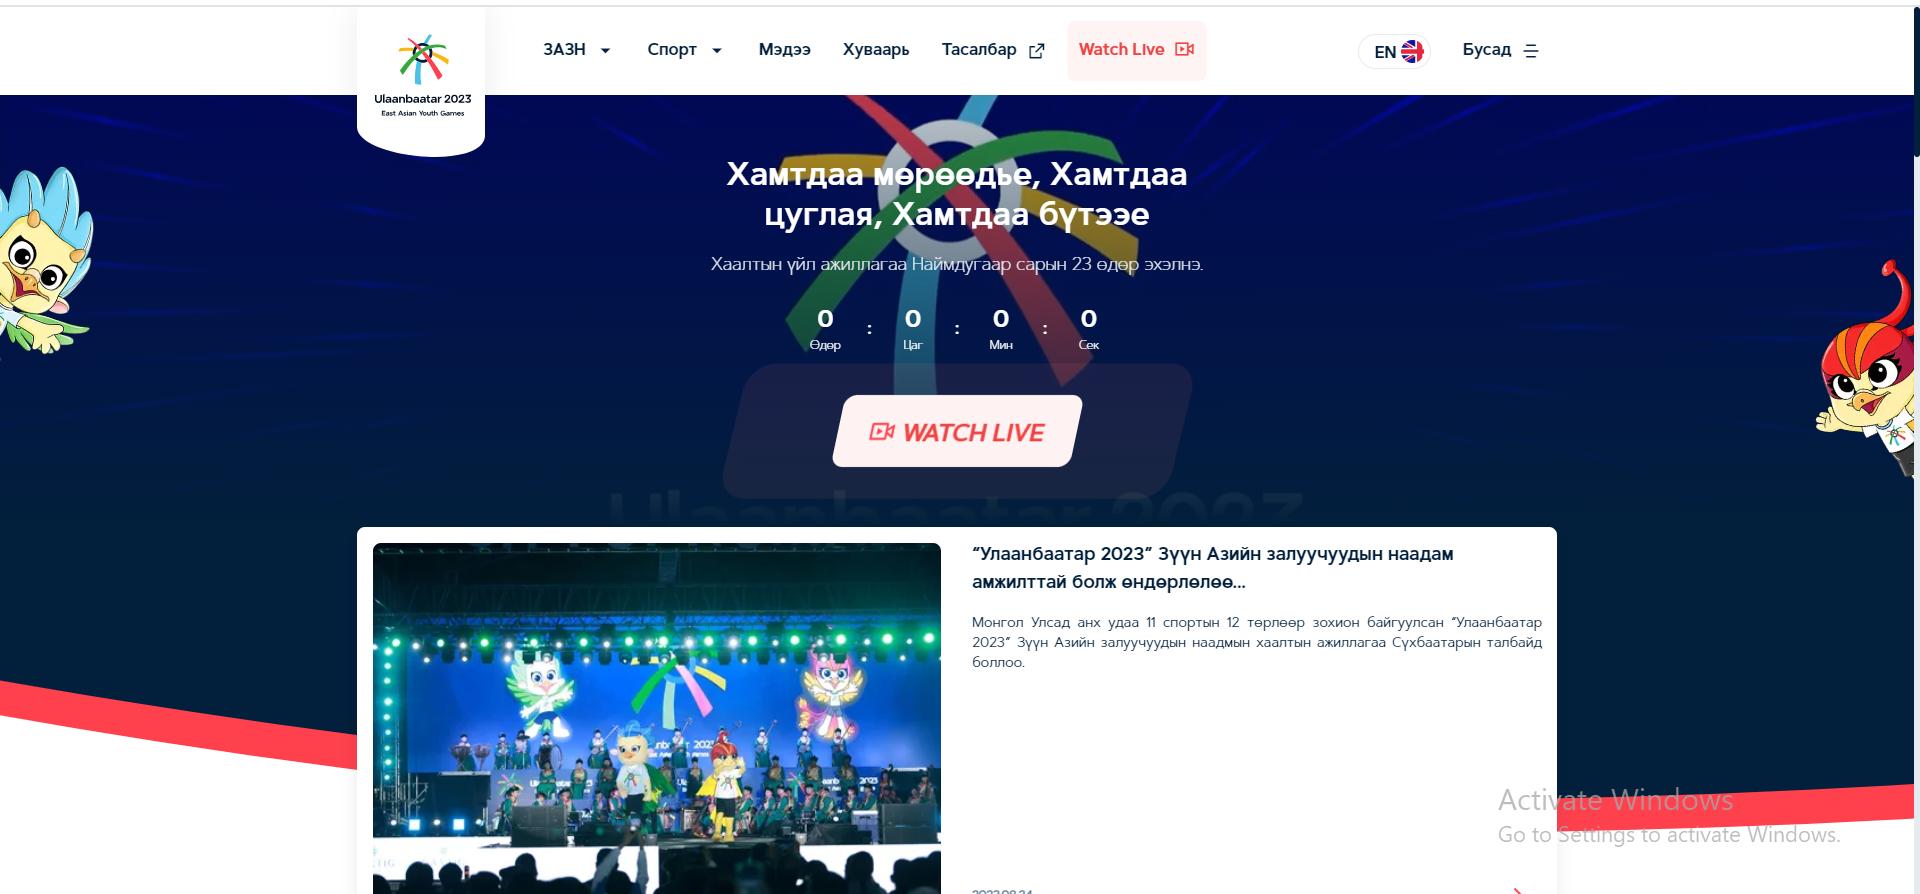 Ulaanbaatar 2023
East Asian Youth Games
ЗАЗН
Спорт
Мэдээ
Хуваарь
Тасалбар
Watch Live
EN
Бусад
Хамтдаа мөрөөдье, Хамтдаа
цуглая, Хамтдаа бүтээе
Хаалтын үйл ажиллагаа Наймдугаар сарын 23 өдөр эхэлнэ.
0 : 0 : 0 : 0
Өдөр Цаг Мин Сек
WATCH LIVE
Ulaanbaatar 2023
“Улаанбаатар 2023” Зүүн Азийн залуучуудын наадам
амжилттай болж өндөрлөлөө...
Монгол Улсад анх удаа 11 спортын 12 төрлөөр зохион байгуулсан “Улаанбаатар
2023” Зүүн Азийн залуучуудын наадмын хаалтын ажиллагаа Сүхбаатарын талбайд
боллоо.
Activate Windows
Go to Settings to activate Windows.